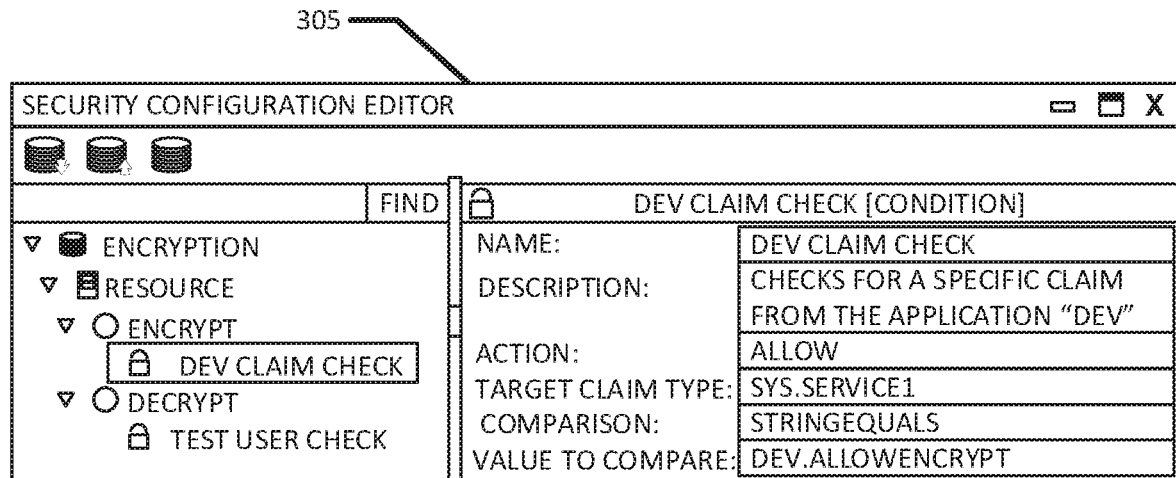 305
SECURITY CONFIGURATION EDITOR
X
FIND
DEV CLAIM CHECK [CONDITION]
ENCRYPTION
RESOURCE
ENCRYPT
DEV CLAIM CHECK
DECRYPT
TEST USER CHECK
NAME: DEV CLAIM CHECK
DESCRIPTION: CHECKS FOR A SPECIFIC CLAIM
FROM THE APPLICATION “DEV”
ACTION: ALLOW
TARGET CLAIM TYPE: SYS.SERVICE1
COMPARISON: STRINGEQUALS
VALUE TO COMPARE: DEV.ALLOWENCRYPT